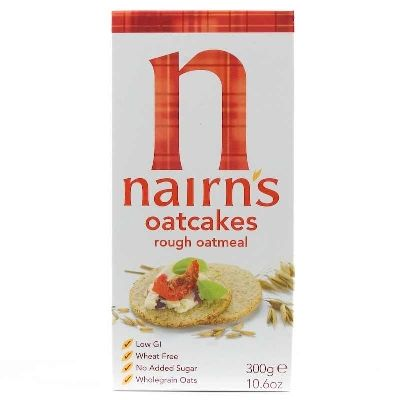 n
nairn's
oatcakes
rough oatmeal
Low GI
Wheat Free
No Added Sugar
Wholegrain Oats
300g ℮
10.6oz